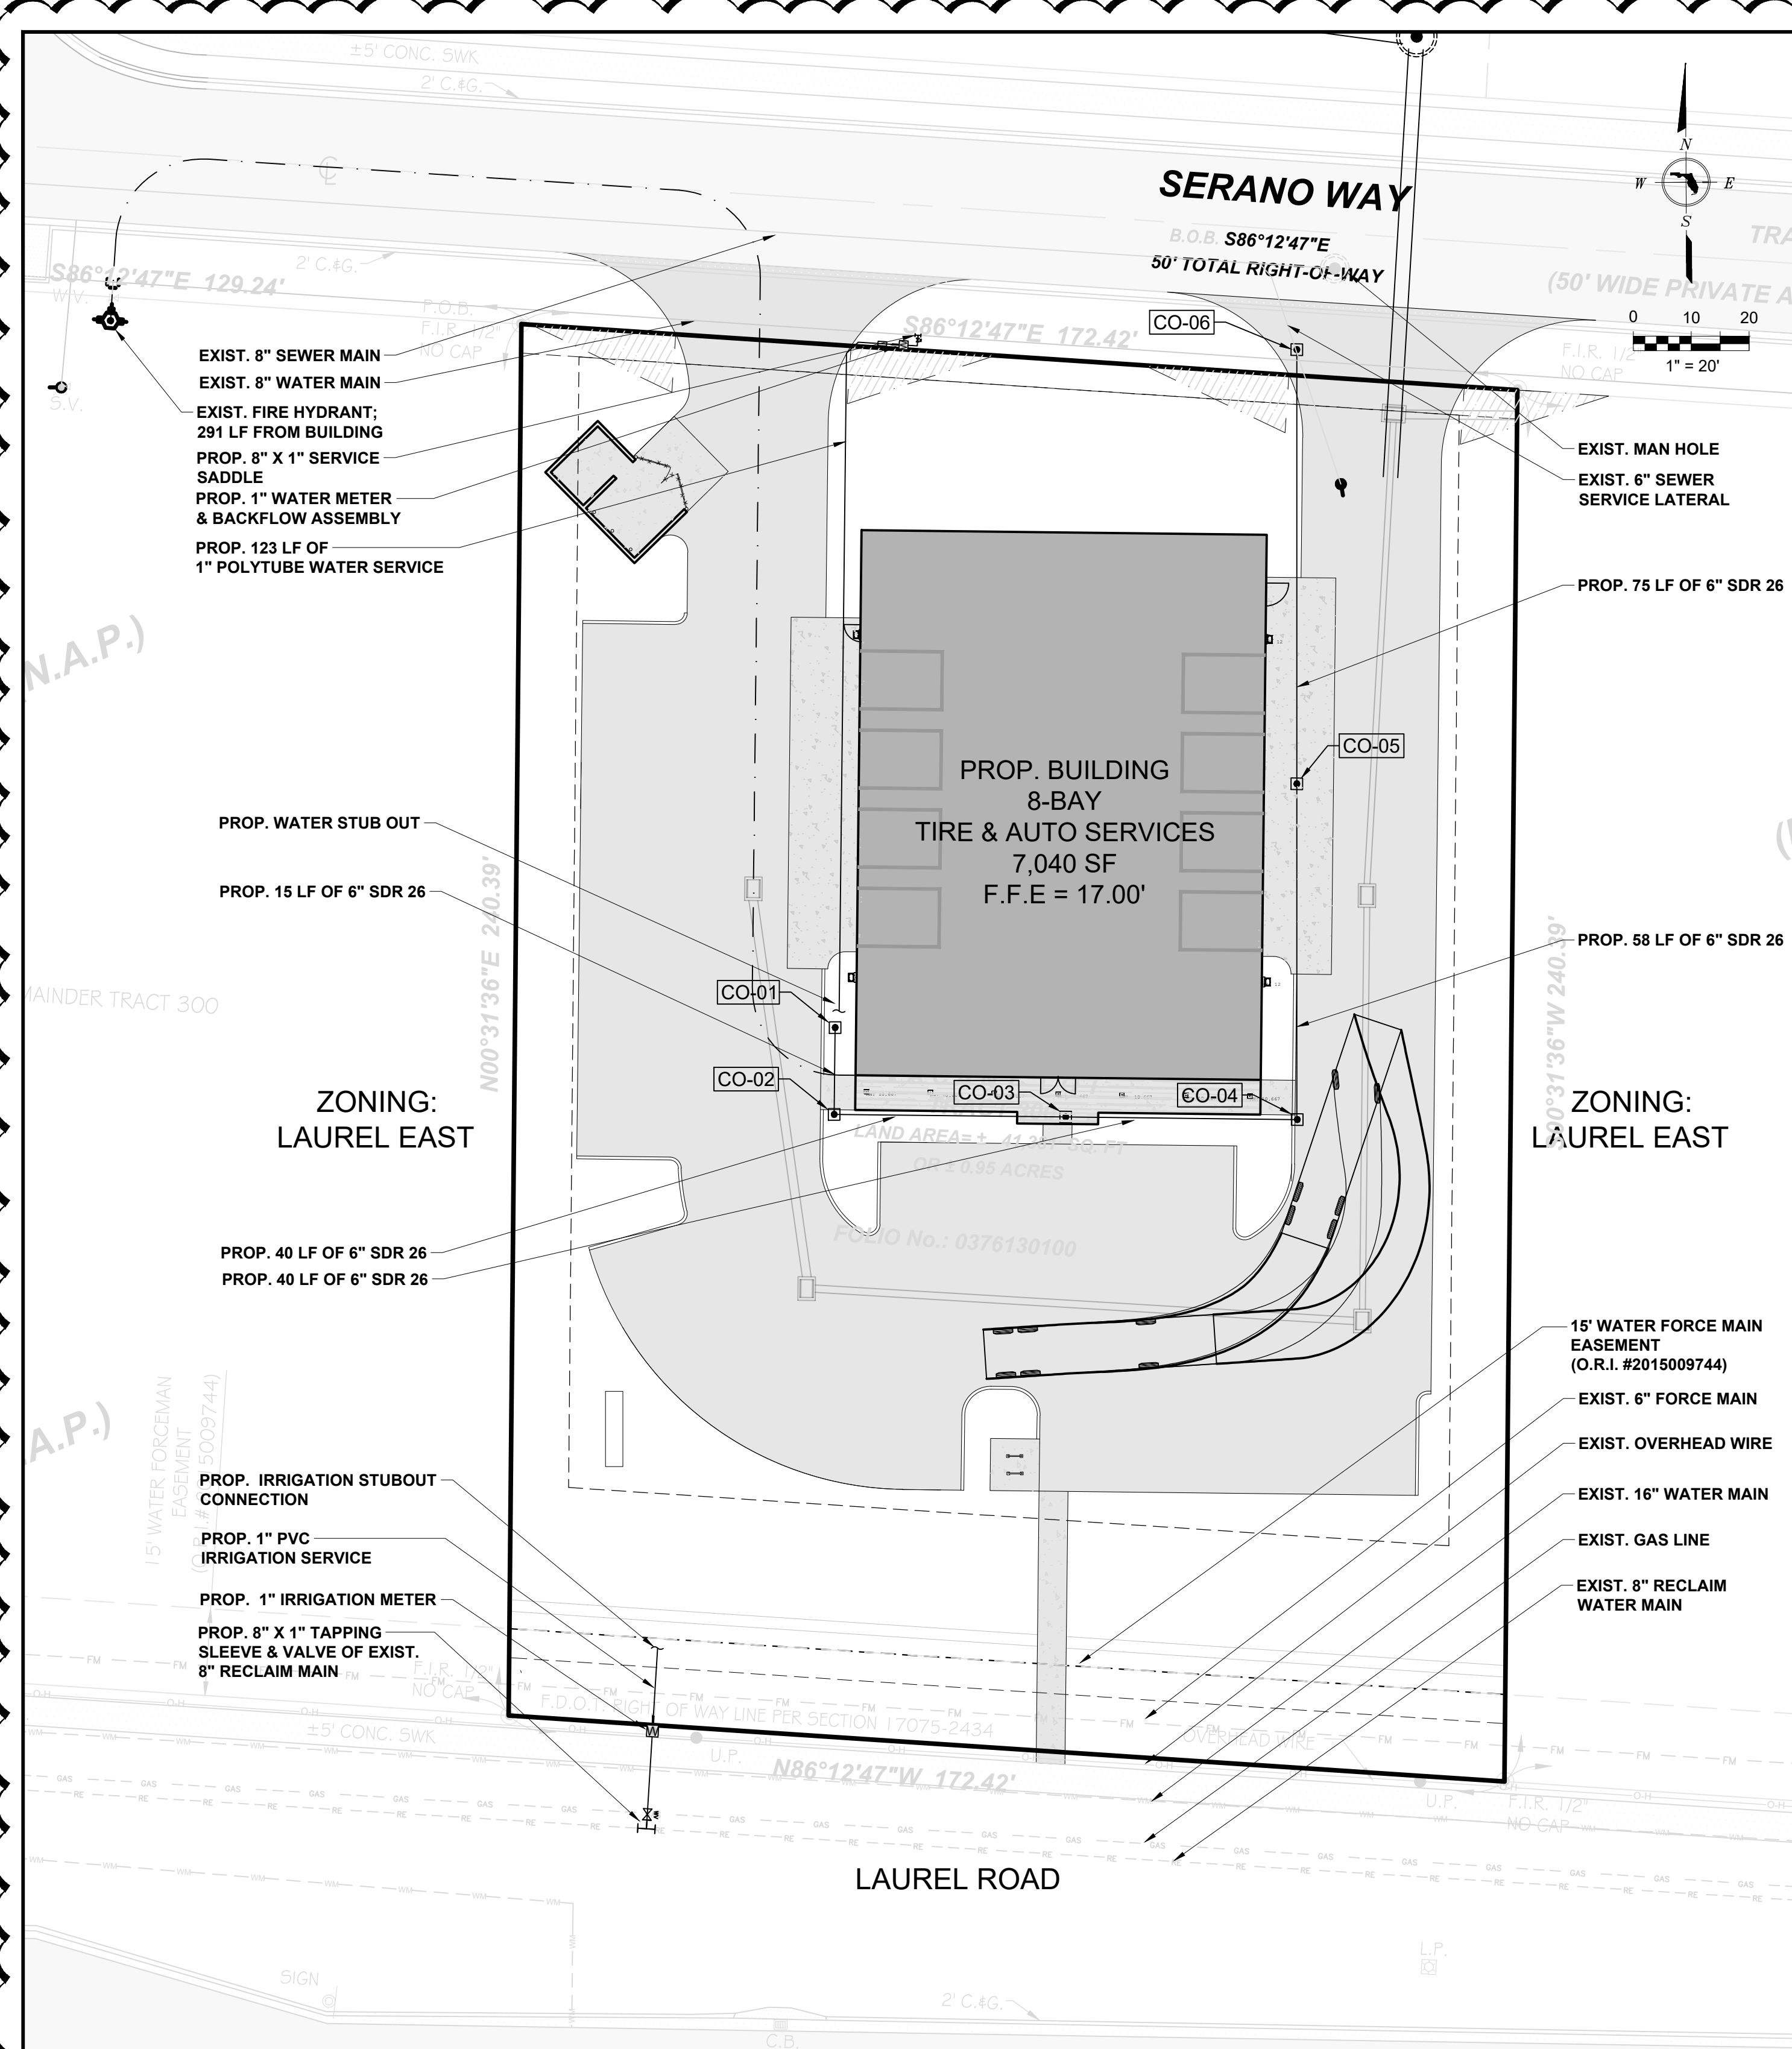 ±5' CONC. SWK
2' C.&G.
N
W
E
S
SERANO WAY
B.O.B. S86°12'47"E
50' TOTAL RIGHT-OF-WAY
TRA
(50' WIDE PRIVATE A
2' C.&G.
S86°12'47"E 129.24'
W.V.
F.O.B.
F.I.R. 1/2"
NO CAP
S86°12'47"E 172.42'
CO-06
0 10 20
1" = 20'
F.I.R. 1/2"
NO CAP
S.V.
EXIST. 8" SEWER MAIN
EXIST. 8" WATER MAIN
EXIST. FIRE HYDRANT;
291 LF FROM BUILDING
PROP. 8" X 1" SERVICE
SADDLE
PROP. 1" WATER METER
& BACKFLOW ASSEMBLY
PROP. 123 LF OF
1" POLYTUBE WATER SERVICE
EXIST. MAN HOLE
EXIST. 6" SEWER
SERVICE LATERAL
PROP. 75 LF OF 6" SDR 26
N.A.P.)
CO-05
PROP. BUILDING
8-BAY
TIRE & AUTO SERVICES
7,040 SF
F.F.E = 17.00'
PROP. WATER STUB OUT
PROP. 15 LF OF 6" SDR 26
N00°31'36"E 240.39'
PROP. 58 LF OF 6" SDR 26
S00°31'36"W 240.39'
MAINDER TRACT 300
CO-01
CO-02
CO-03
CO-04
ZONING:
LAUREL EAST
ZONING:
LAUREL EAST
LAND AREA= ± SQ. FT
OR ± 0.95 ACRES
FOLIO No.: 0376130100
PROP. 40 LF OF 6" SDR 26
PROP. 40 LF OF 6" SDR 26
15' WATER FORCE MAIN
EASEMENT
(O.R.I. #2015009744)
EXIST. 6" FORCE MAIN
EXIST. OVERHEAD WIRE
EXIST. 16" WATER MAIN
EXIST. GAS LINE
EXIST. 8" RECLAIM
WATER MAIN
A.P.)
15' WATER FORCEMAN
EASEMENT
(O.R.I.#2015009744)
PROP. IRRIGATION STUBOUT
CONNECTION
PROP. 1" PVC
IRRIGATION SERVICE
PROP. 1" IRRIGATION METER
PROP. 8" X 1" TAPPING
SLEEVE & VALVE OF EXIST.
8" RECLAIM MAIN
F.I.R. 1/2"
NO CAP
F.D.O.T. RIGHT OF WAY LINE PER SECTION 17075-2434
±5' CONC. SWK
W
U.P.
OVERHEAD WIRE
N86°12'47"W 172.42'
U.P.
F.I.R. 1/2"
NO CAP
LAUREL ROAD
L.P.
SIGN
2' C.&G.
C.B.